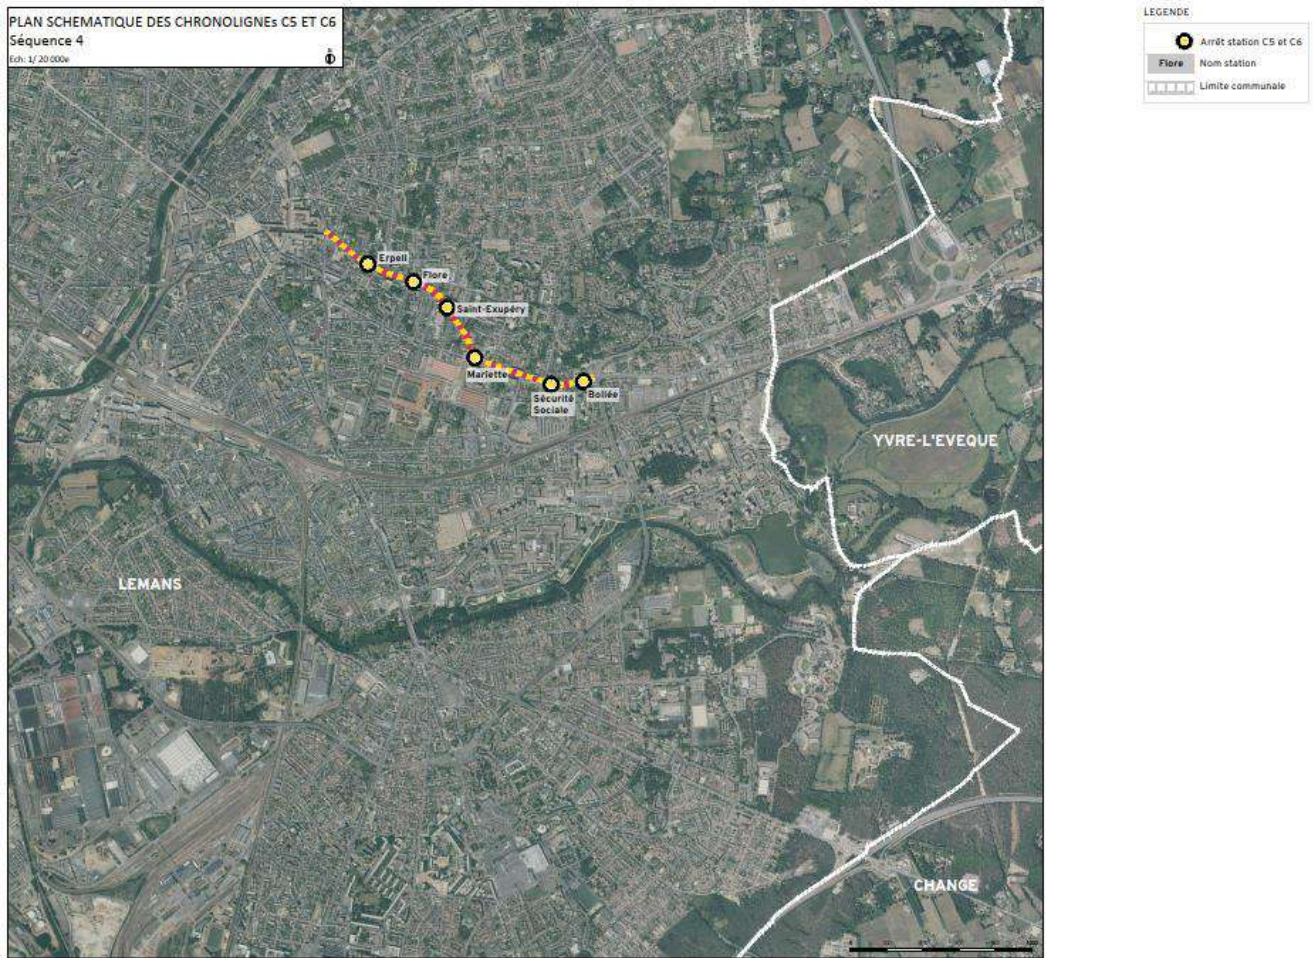 PLAN SCHEMATIQUE DES CHRONOLIGNEs C5 ET C6
Séquence 4
Ech: 1/ 20 000e
LEGENDE
Arrêt station C5 et C6
Flore Nom station
Limite communale
Erpell
Flore
Saint-Exupéry
Mariette
Sécurité
Sociale
Bollée
YVRE-L'EVEQUE
LEMANS
CHANGE